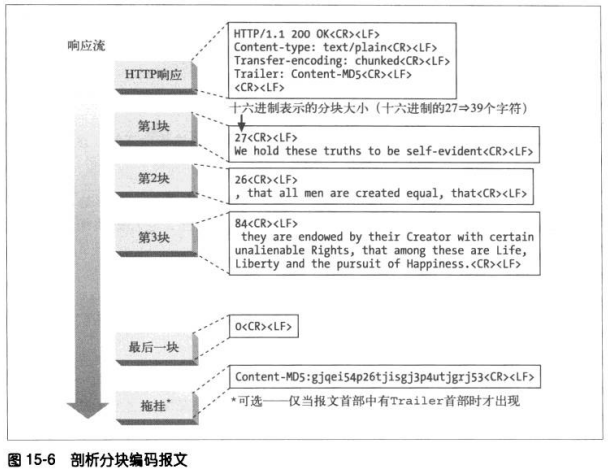 响应流
HTTP响应
HTTP/1.1 200 OK<CR><LF>
Content-type: text/plain<CR><LF>
Transfer-encoding: chunked<CR><LF>
Trailer: Content-MD5<CR><LF>
<CR><LF>
十六进制表示的分块大小（十六进制的27⇒39个字符）
第1块
27<CR><LF>
We hold these truths to be self-evident<CR><LF>
第2块
26<CR><LF>
, that all men are created equal, that<CR><LF>
第3块
84<CR><LF>
they are endowed by their Creator with certain
unalienable Rights, that among these are Life,
Liberty and the pursuit of Happiness.<CR><LF>
最后一块
0<CR><LF>
拖挂*
Content-MD5:gjqei54p26tjisgj3p4utjgrj53<CR><LF>
*可选——仅当报文首部中有Trailer首部时才出现
图 15-6 剖析分块编码报文